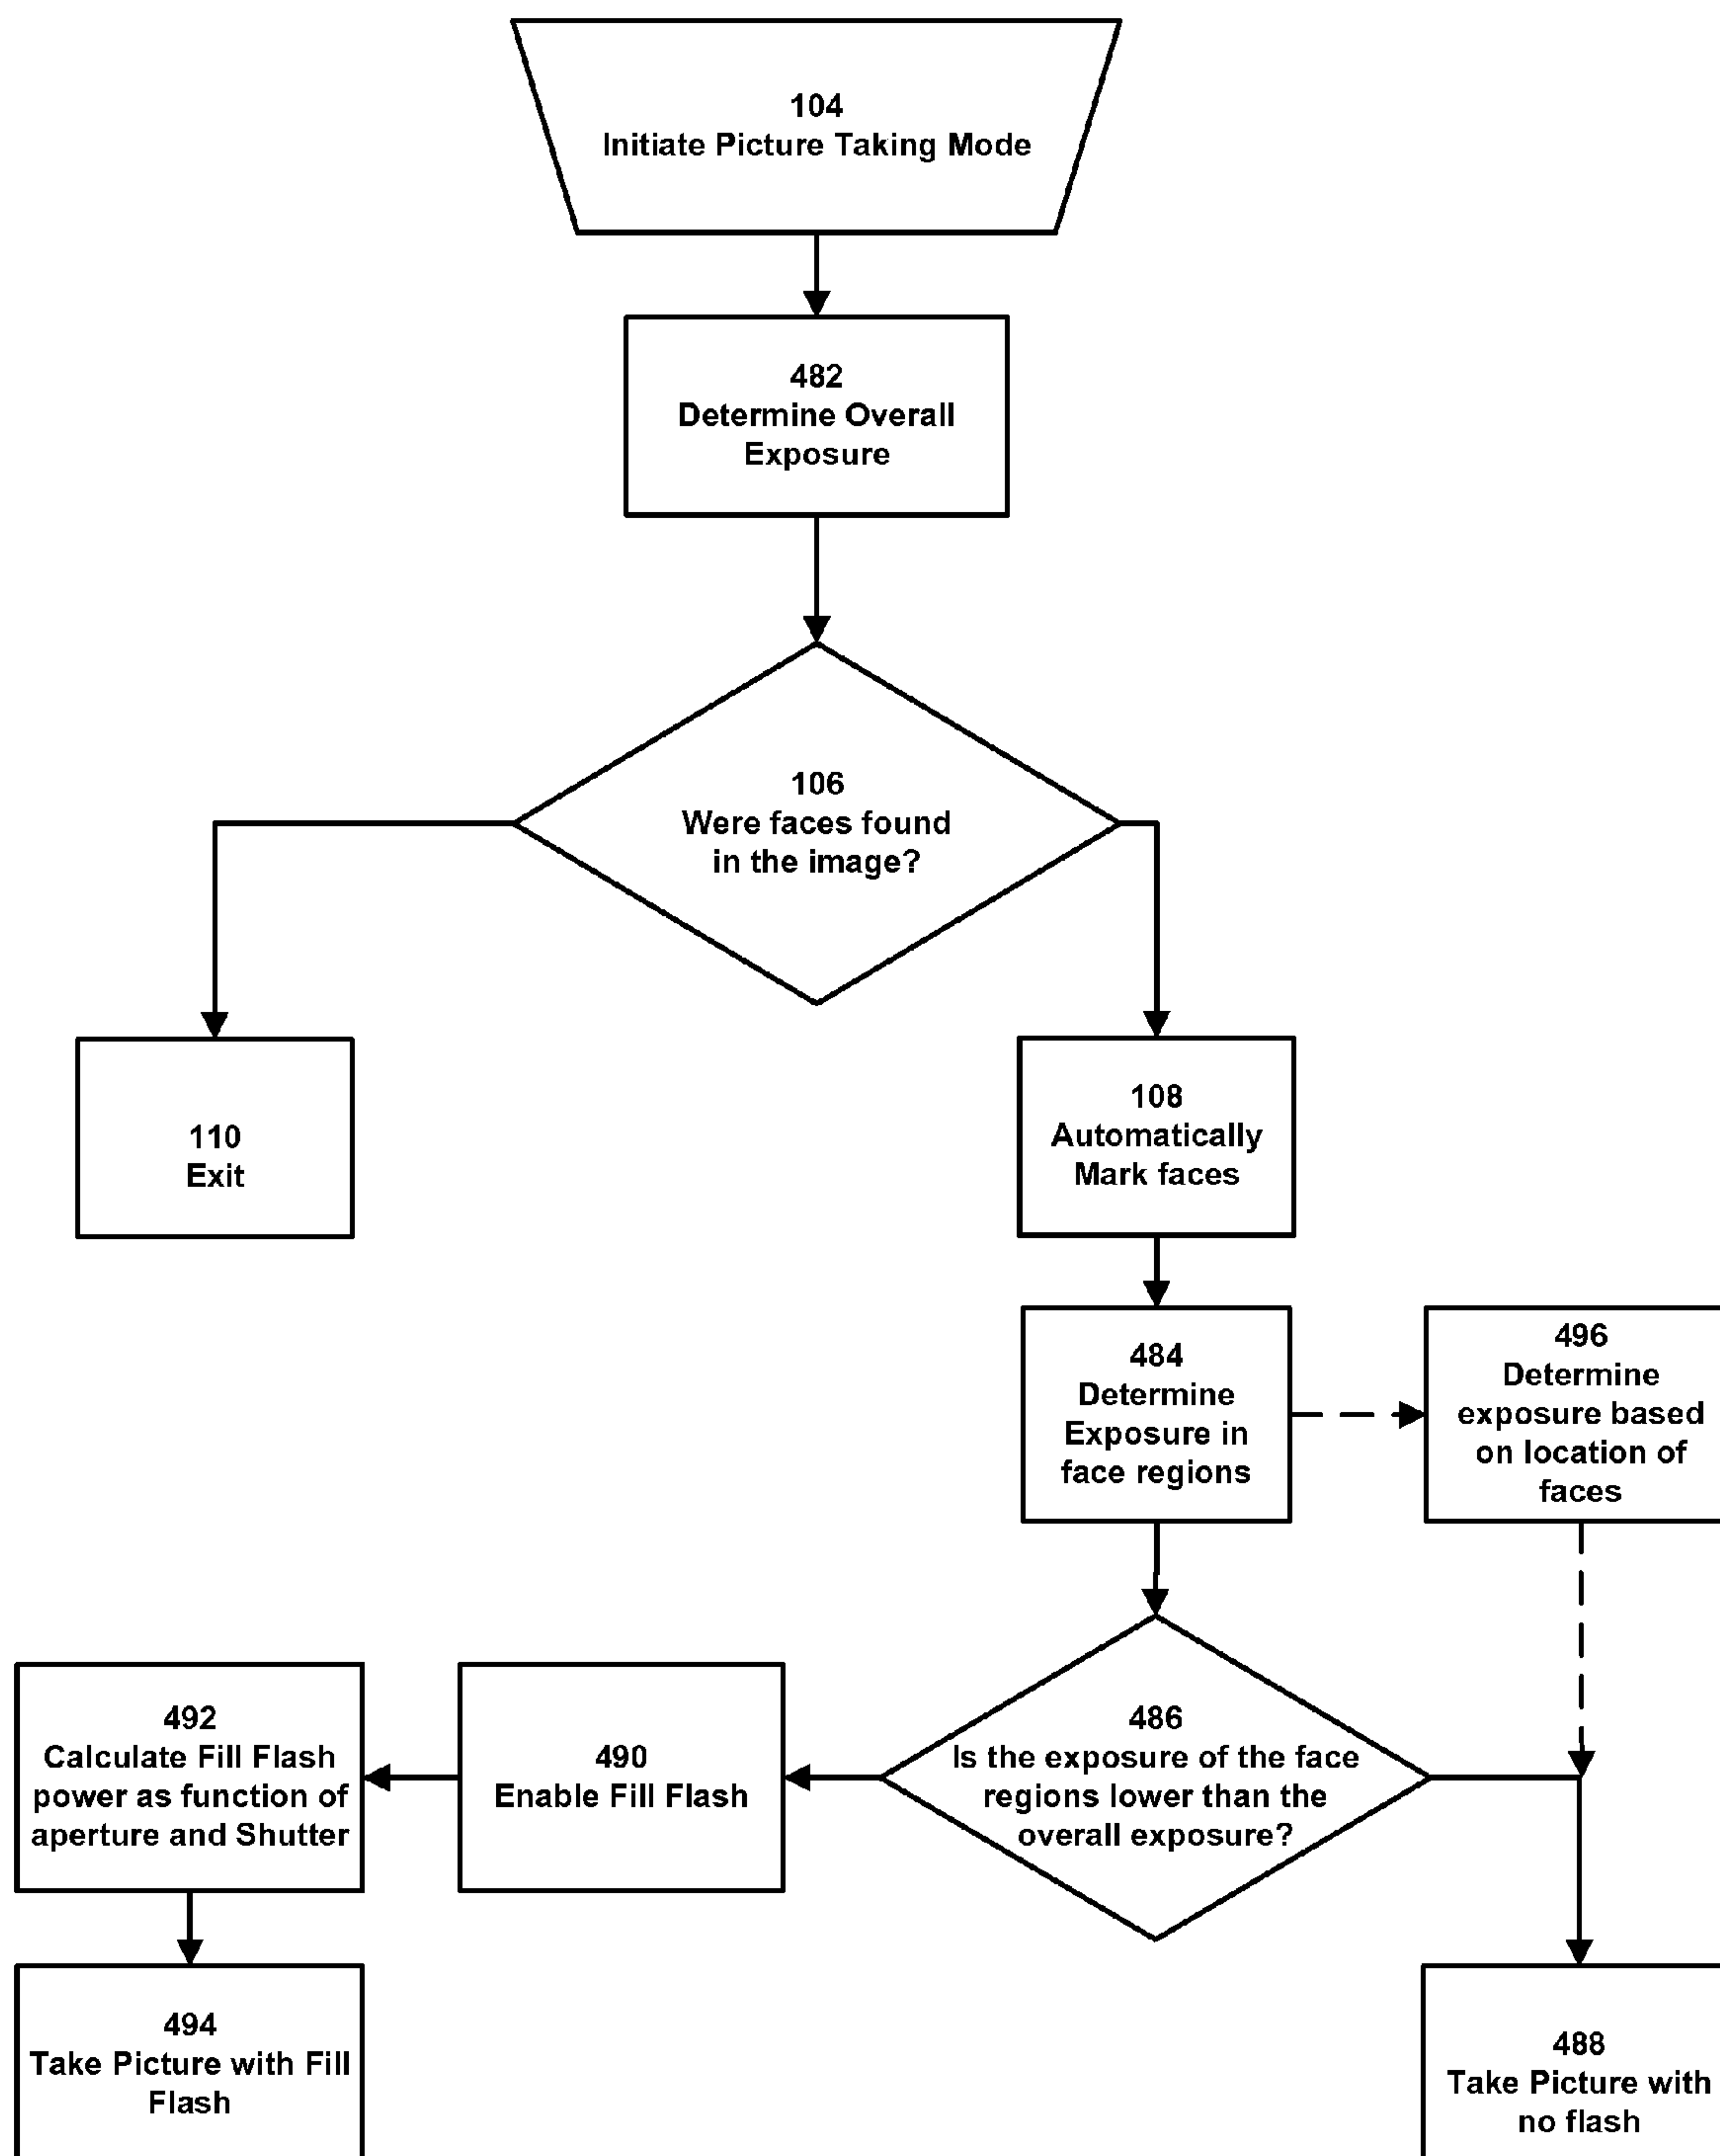 104
Initiate Picture Taking Mode
482
Determine Overall
Exposure
106
Were faces found
in the image?
110
Exit
108
Automatically
Mark faces
484
Determine
Exposure in
face regions
496
Determine
exposure based
on location of
faces
486
Is the exposure of the face
regions lower than the
overall exposure?
490
Enable Fill Flash
492
Calculate Fill Flash
power as function of
aperture and Shutter
494
Take Picture with Fill
Flash
488
Take Picture with
no flash